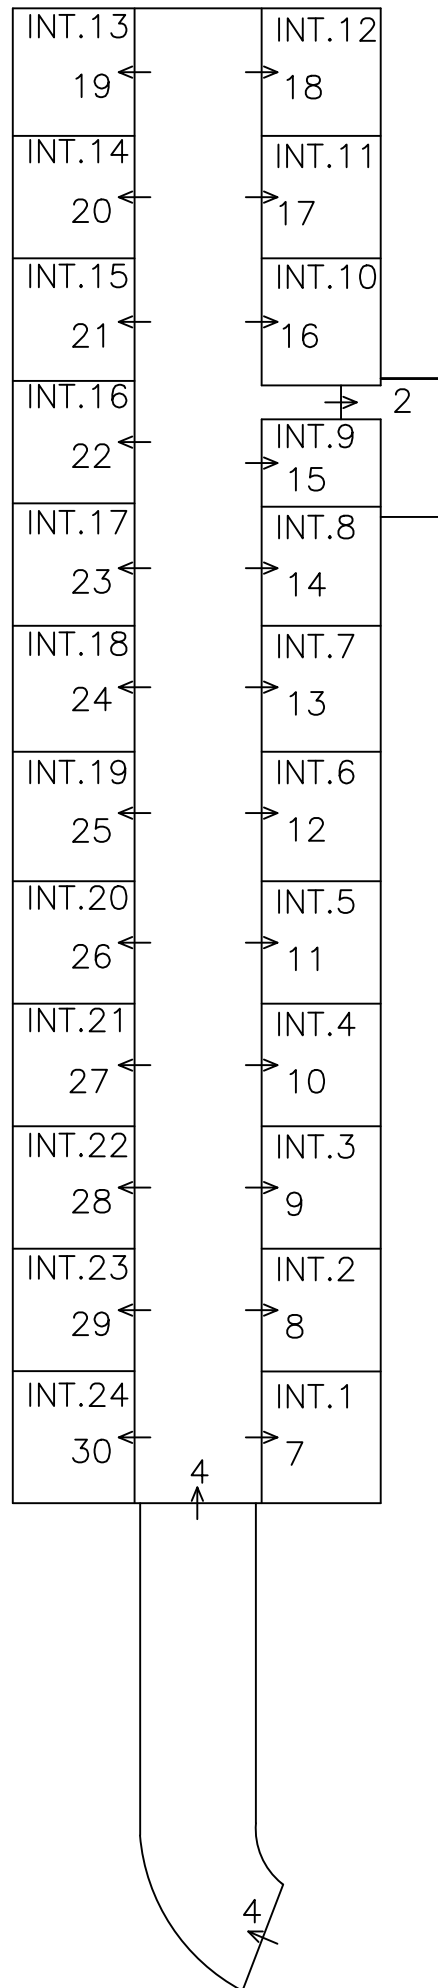 INT.13
19
INT.12
18
INT.14
20
INT.11
17
INT.15
21
INT.10
16
INT.16
22
2
INT.9
15
INT.17
23
INT.8
14
INT.18
24
INT.7
13
INT.19
25
INT.6
12
INT.20
26
INT.5
11
INT.21
27
INT.4
10
INT.22
28
INT.3
9
INT.23
29
INT.2
8
INT.24
30
INT.1
7
4
4